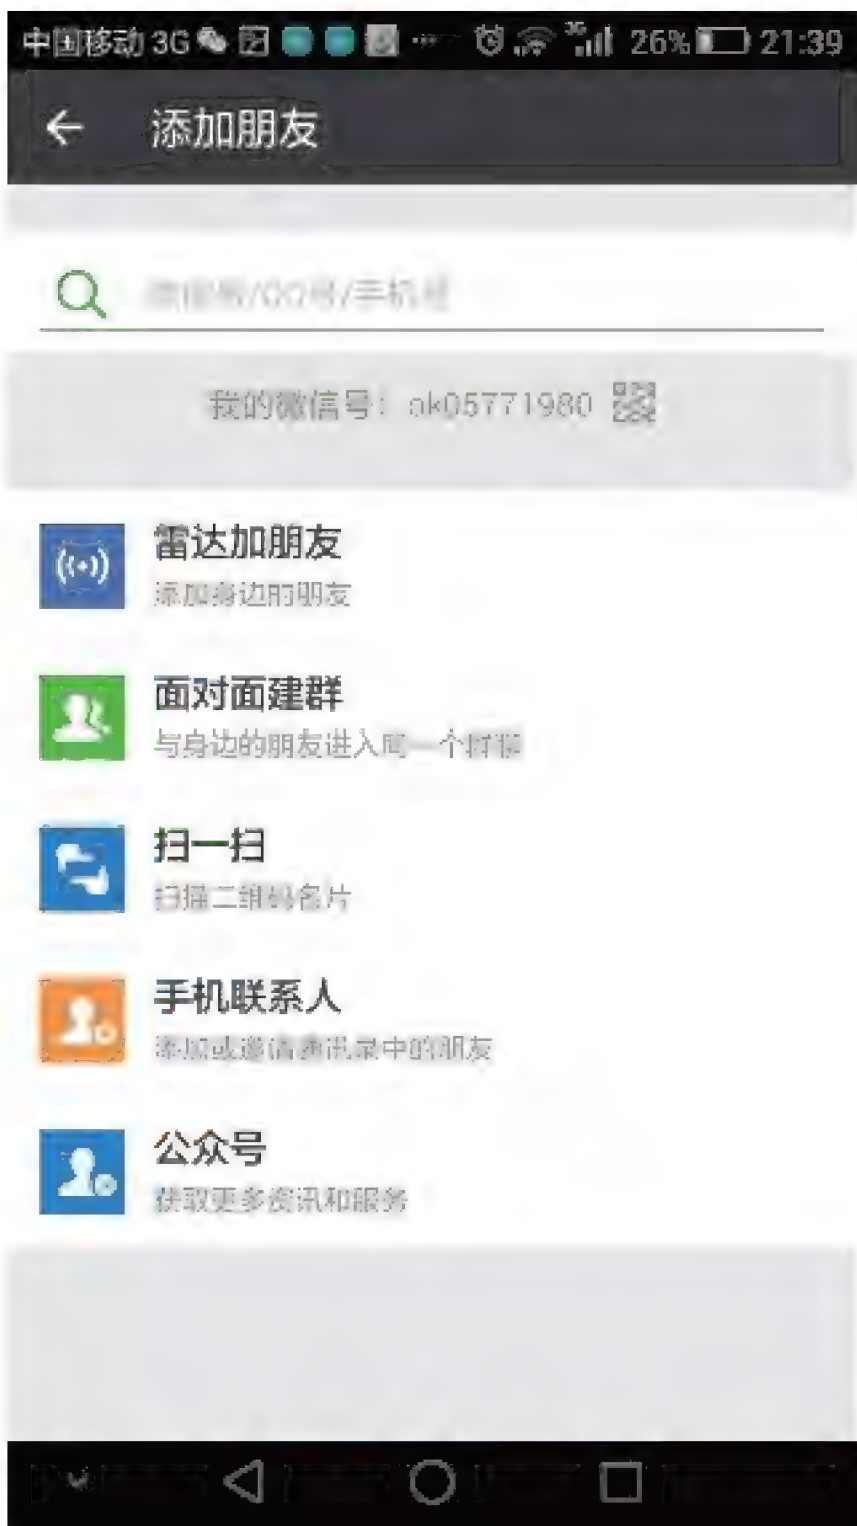 中国移动 3G 26% 21:39
添加朋友
微信号/QQ号/手机号
我的微信号: ok05771980
雷达加朋友
添加身边的朋友
面对面建群
与身边的朋友进入同一个群聊
扫一扫
扫描二维码名片
手机联系人
添加或邀请通讯录中的朋友
公众号
获取更多资讯和服务